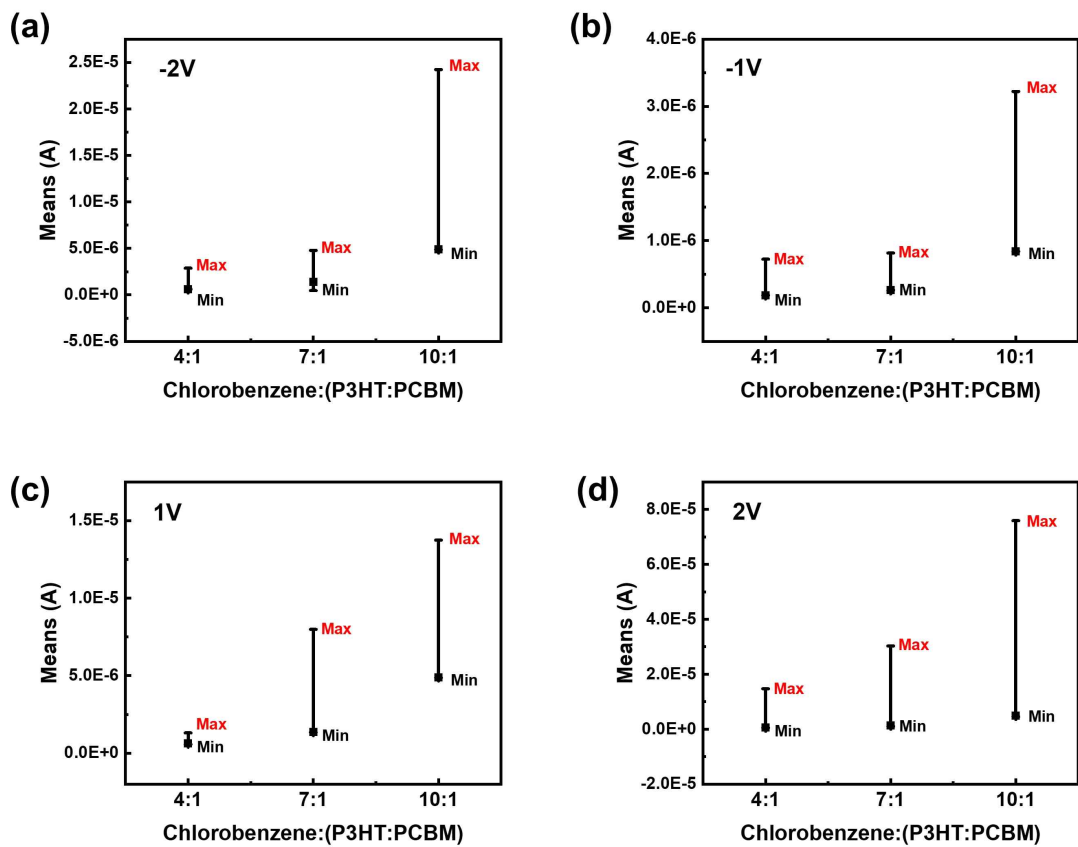 (a)
-2V
Means (A)
2.5E-5
2.0E-5
1.5E-5
1.0E-5
5.0E-6
0.0E+0
-5.0E-6
Max
Min
Max
Min
Max
Min
4:1
7:1
10:1
Chlorobenzene:(P3HT:PCBM)
(b)
-1V
Means (A)
4.0E-6
3.0E-6
2.0E-6
1.0E-6
0.0E+0
Max
Min
Max
Min
Max
Min
4:1
7:1
10:1
Chlorobenzene:(P3HT:PCBM)
(c)
1V
Means (A)
1.5E-5
1.0E-5
5.0E-6
0.0E+0
Max
Min
Max
Min
Max
Min
4:1
7:1
10:1
Chlorobenzene:(P3HT:PCBM)
(d)
2V
Means (A)
8.0E-5
6.0E-5
4.0E-5
2.0E-5
0.0E+0
-2.0E-5
Max
Min
Max
Min
Max
Min
4:1
7:1
10:1
Chlorobenzene:(P3HT:PCBM)